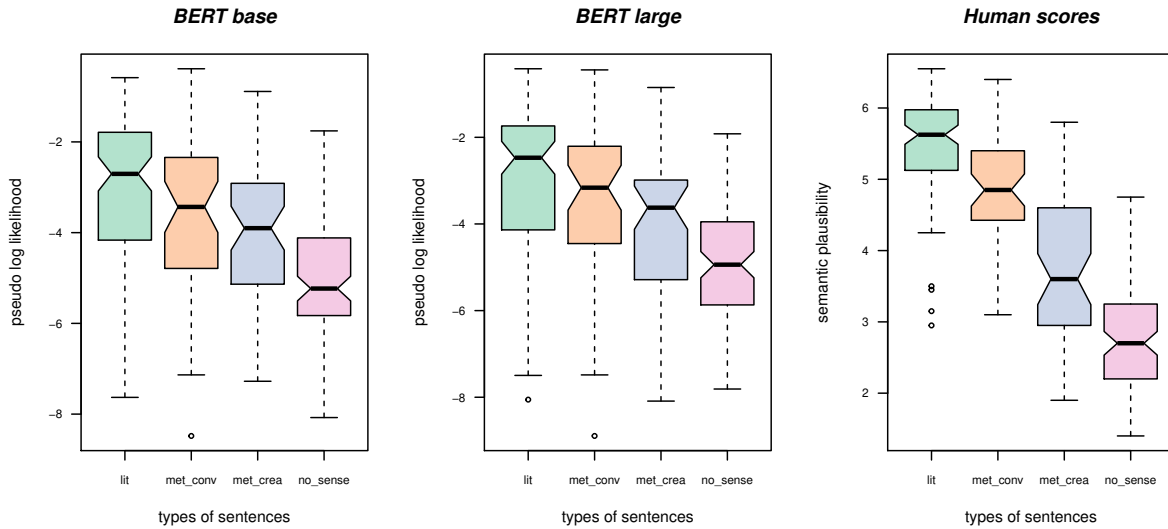 BERT base
pseudo log likelihood
−2
−4
−6
−8
lit
met_conv
met_crea
no_sense
types of sentences
BERT large
pseudo log likelihood
−2
−4
−6
−8
lit
met_conv
met_crea
no_sense
types of sentences
Human scores
semantic plausibility
6
5
4
3
2
lit
met_conv
met_crea
no_sense
types of sentences